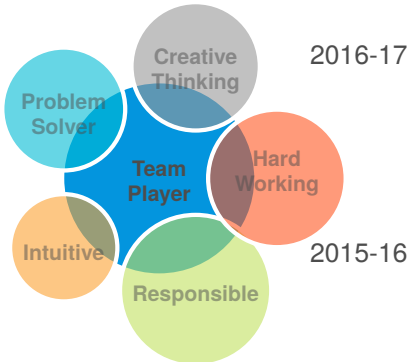 Creative
Thinking
2016-17
Problem
Solver
Team
Player
Hard
Working
Intuitive
2015-16
Responsible